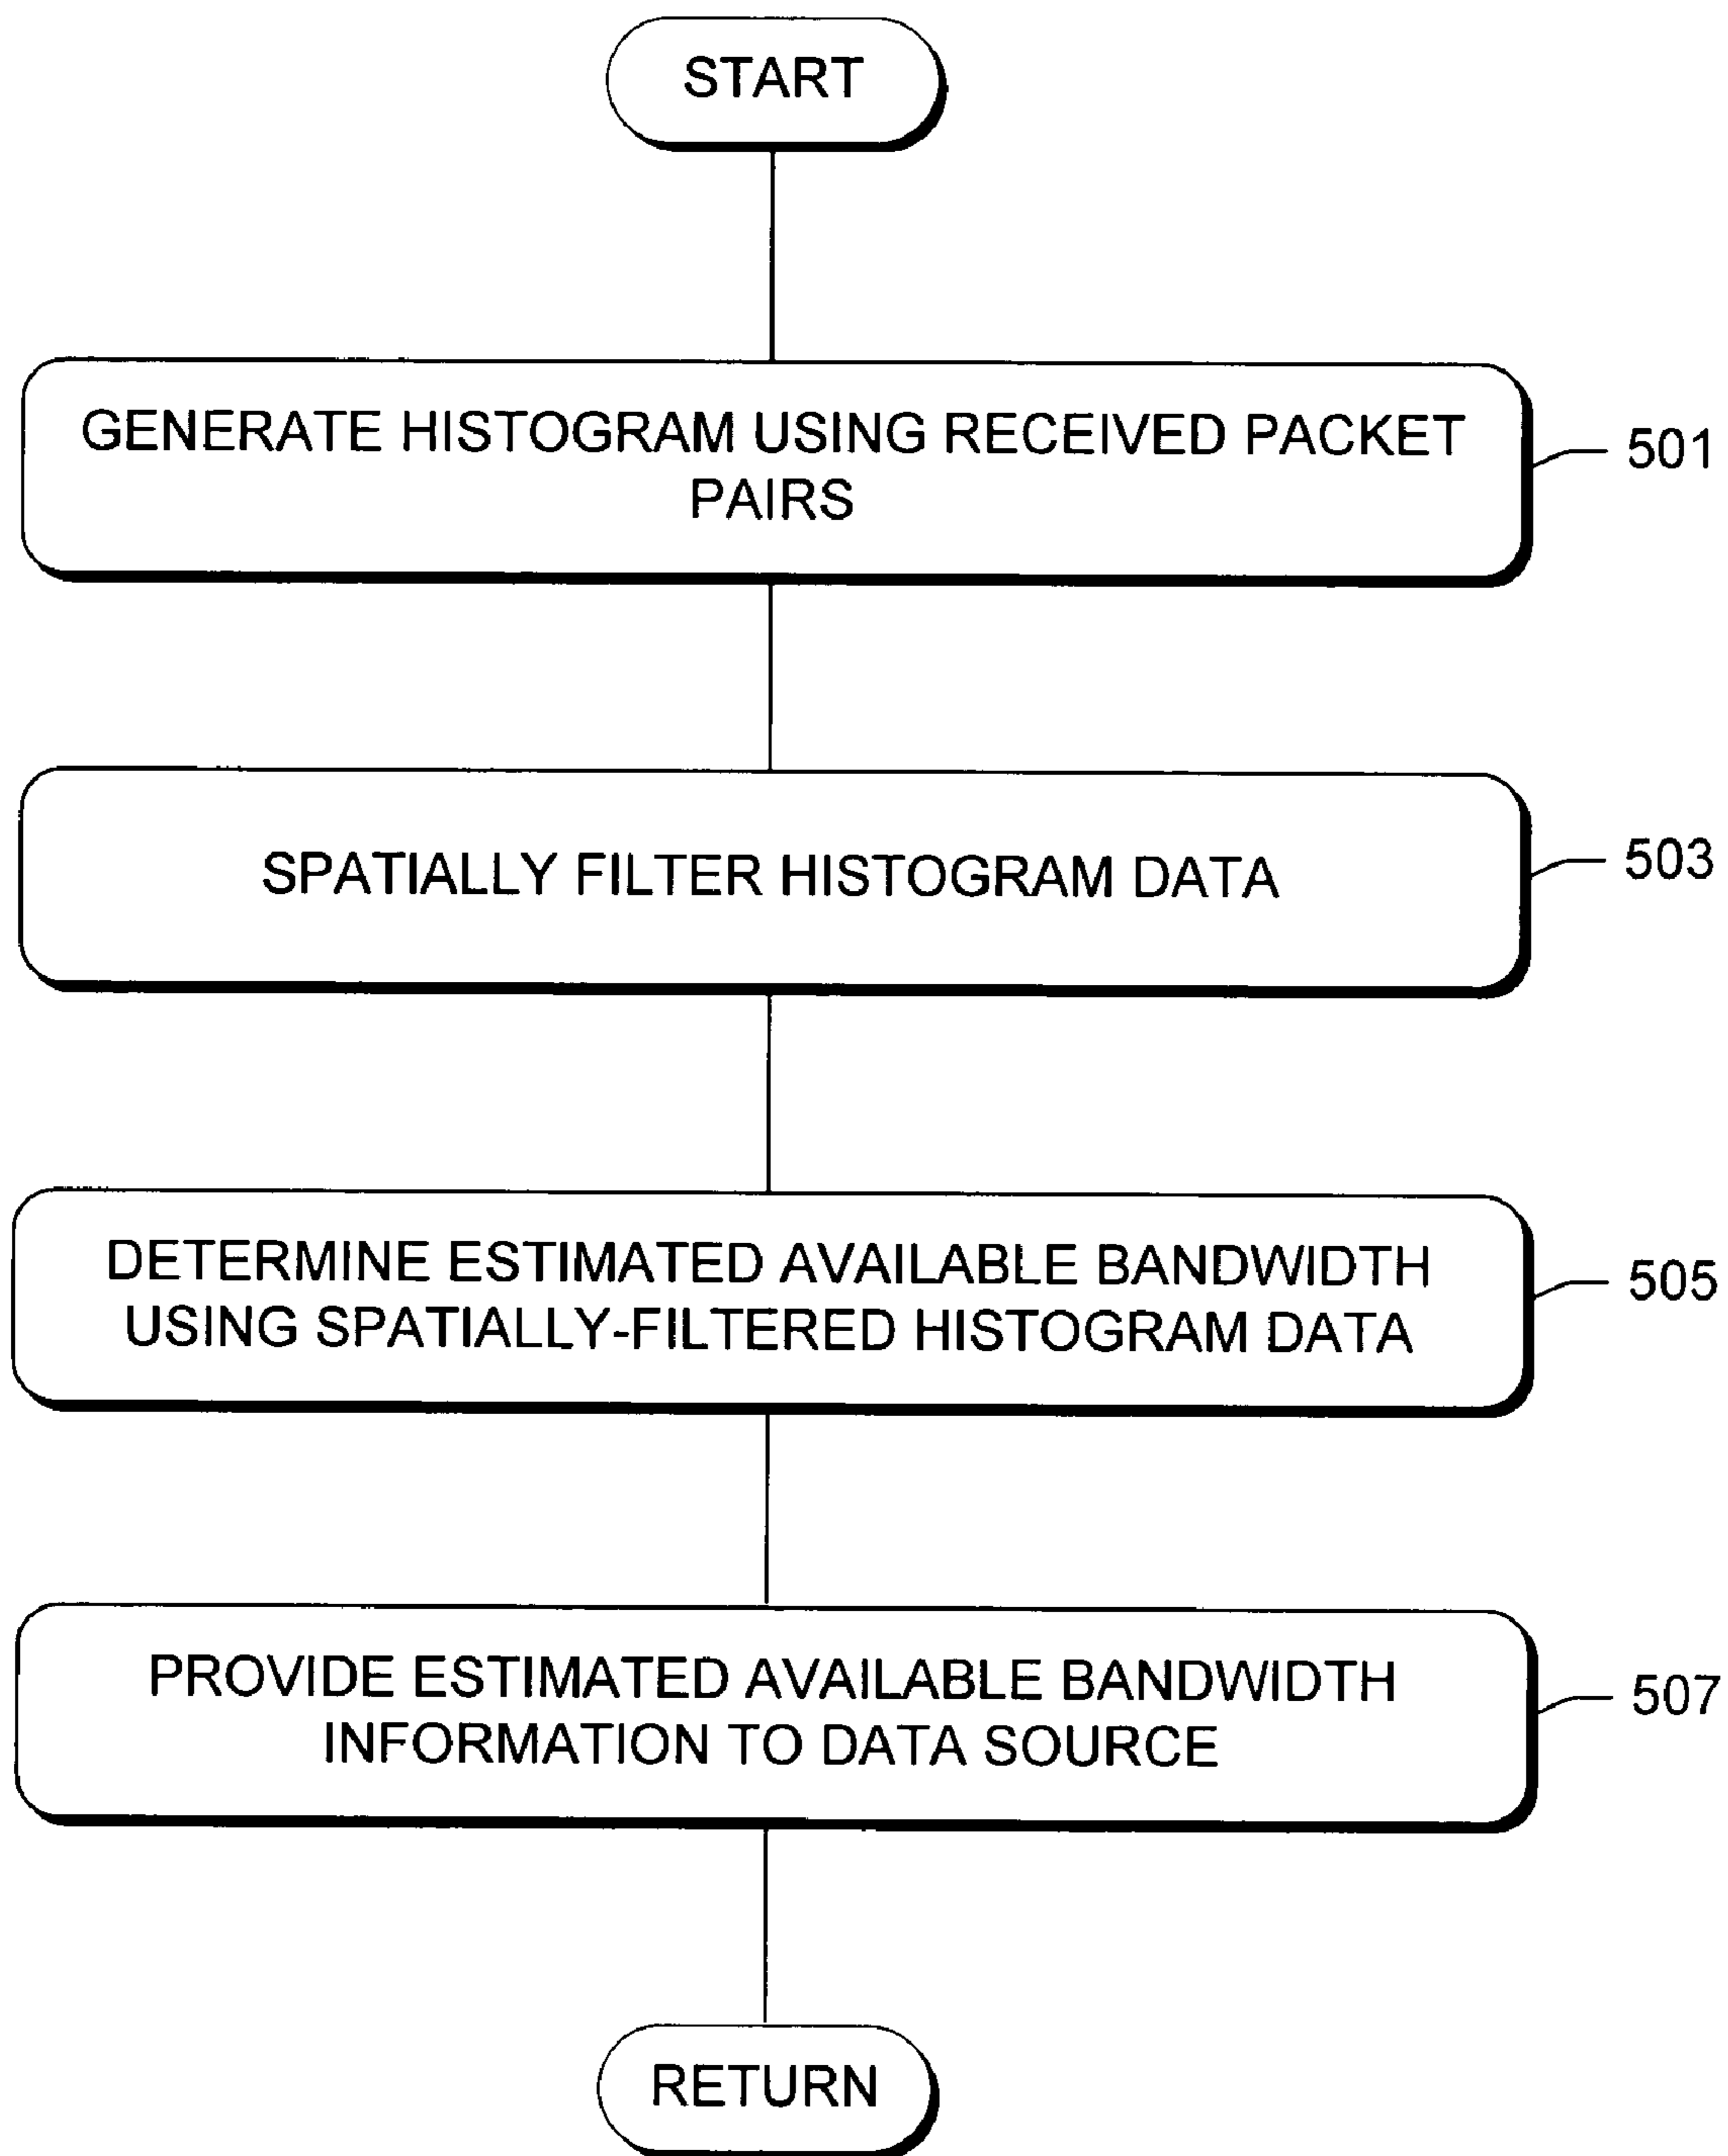 START
GENERATE HISTOGRAM USING RECEIVED PACKET
PAIRS
501
SPATIALLY FILTER HISTOGRAM DATA
503
DETERMINE ESTIMATED AVAILABLE BANDWIDTH
USING SPATIALLY-FILTERED HISTOGRAM DATA
505
PROVIDE ESTIMATED AVAILABLE BANDWIDTH
INFORMATION TO DATA SOURCE
507
RETURN